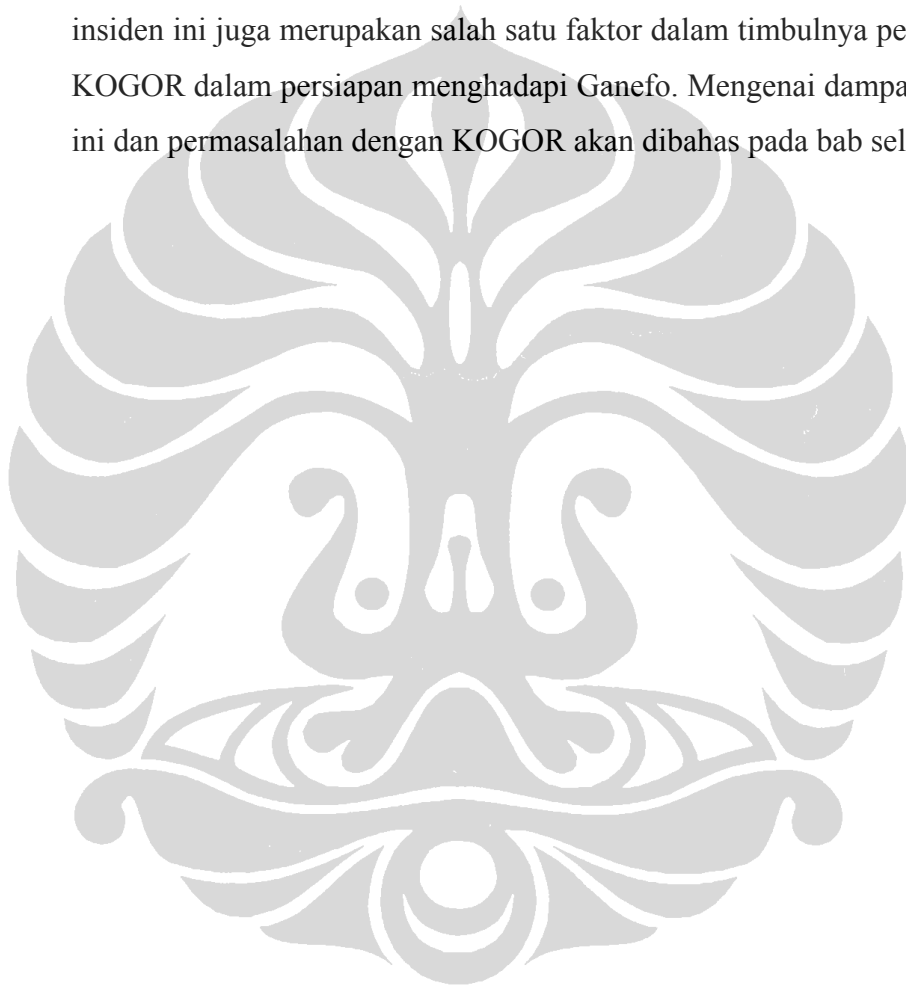 insiden ini juga merupakan salah satu faktor dalam timbulnya
KOGOR dalam persiapan menghadapi Ganefo. Mengenai
ini dan permasalahan dengan KOGOR akan dibahas pada bab